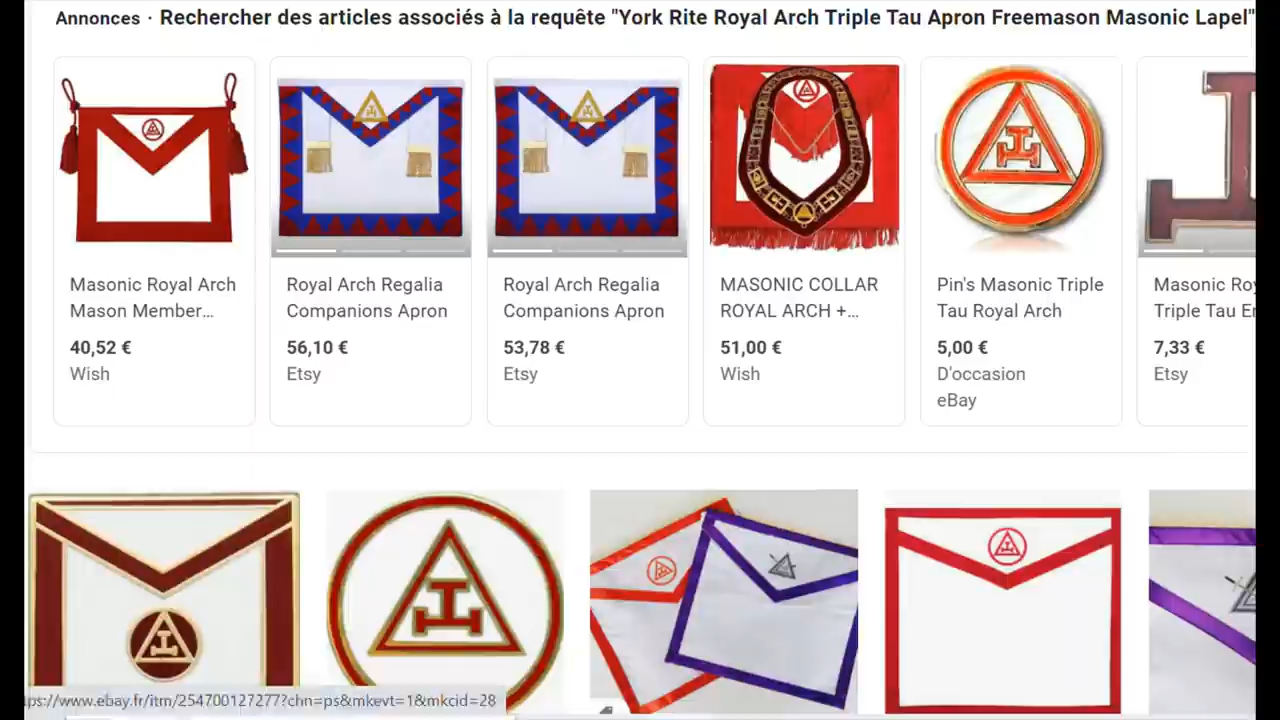 Annonces · Rechercher des articles associés à la requête "York Rite Royal Arch Triple Tau Apron Freemason Masonic Lapel"
Masonic Royal Arch
Mason Member...
40,52 €
Wish
Royal Arch Regalia
Companions Apron
56,10 €
Etsy
Royal Arch Regalia
Companions Apron
53,78 €
Etsy
MASONIC COLLAR
ROYAL ARCH +...
51,00 €
Wish
Pin's Masonic Triple
Tau Royal Arch
5,00 €
D'occasion
eBay
Masonic Roy
Triple Tau E
7,33 €
Etsy
ps://www.ebay.fr/itm/254700127277?chn=ps&mkevt=1&mkcid=28